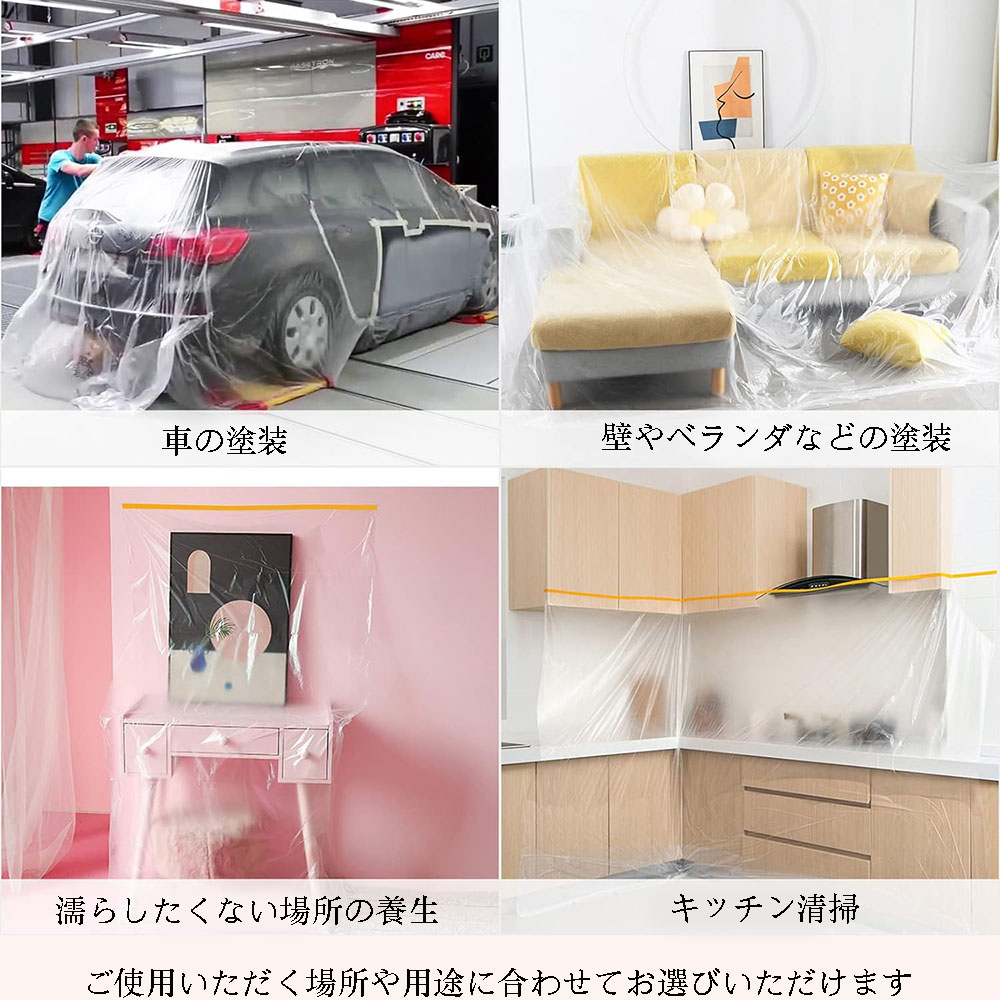 CAR
車の塗装
壁やベランダなどの塗装
濡らしたくない場所の養生
キッチン清掃
ご使用いただく場所や用途に合わせてお選びいただけます